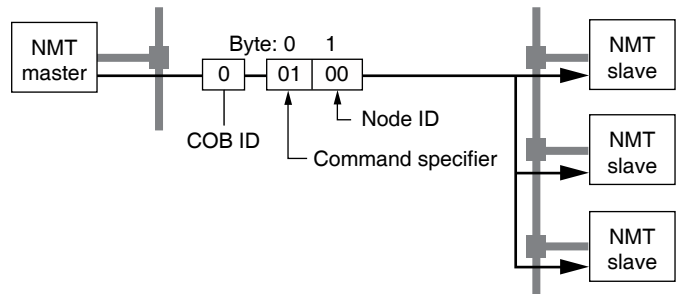 NMT
master
Byte: 0 1
0
01 00
COB ID
Node ID
Command specifier
NMT
slave
NMT
slave
NMT
slave